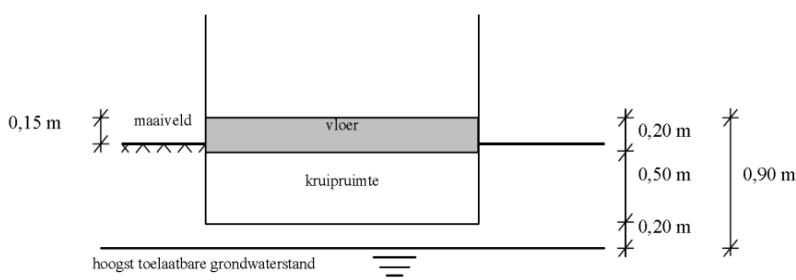 0,15 m
maaiveld
vloer
0,20 m
kruipruimte
0,50 m
0,90 m
0,20 m
hoogst toelaatbare grondwaterstand